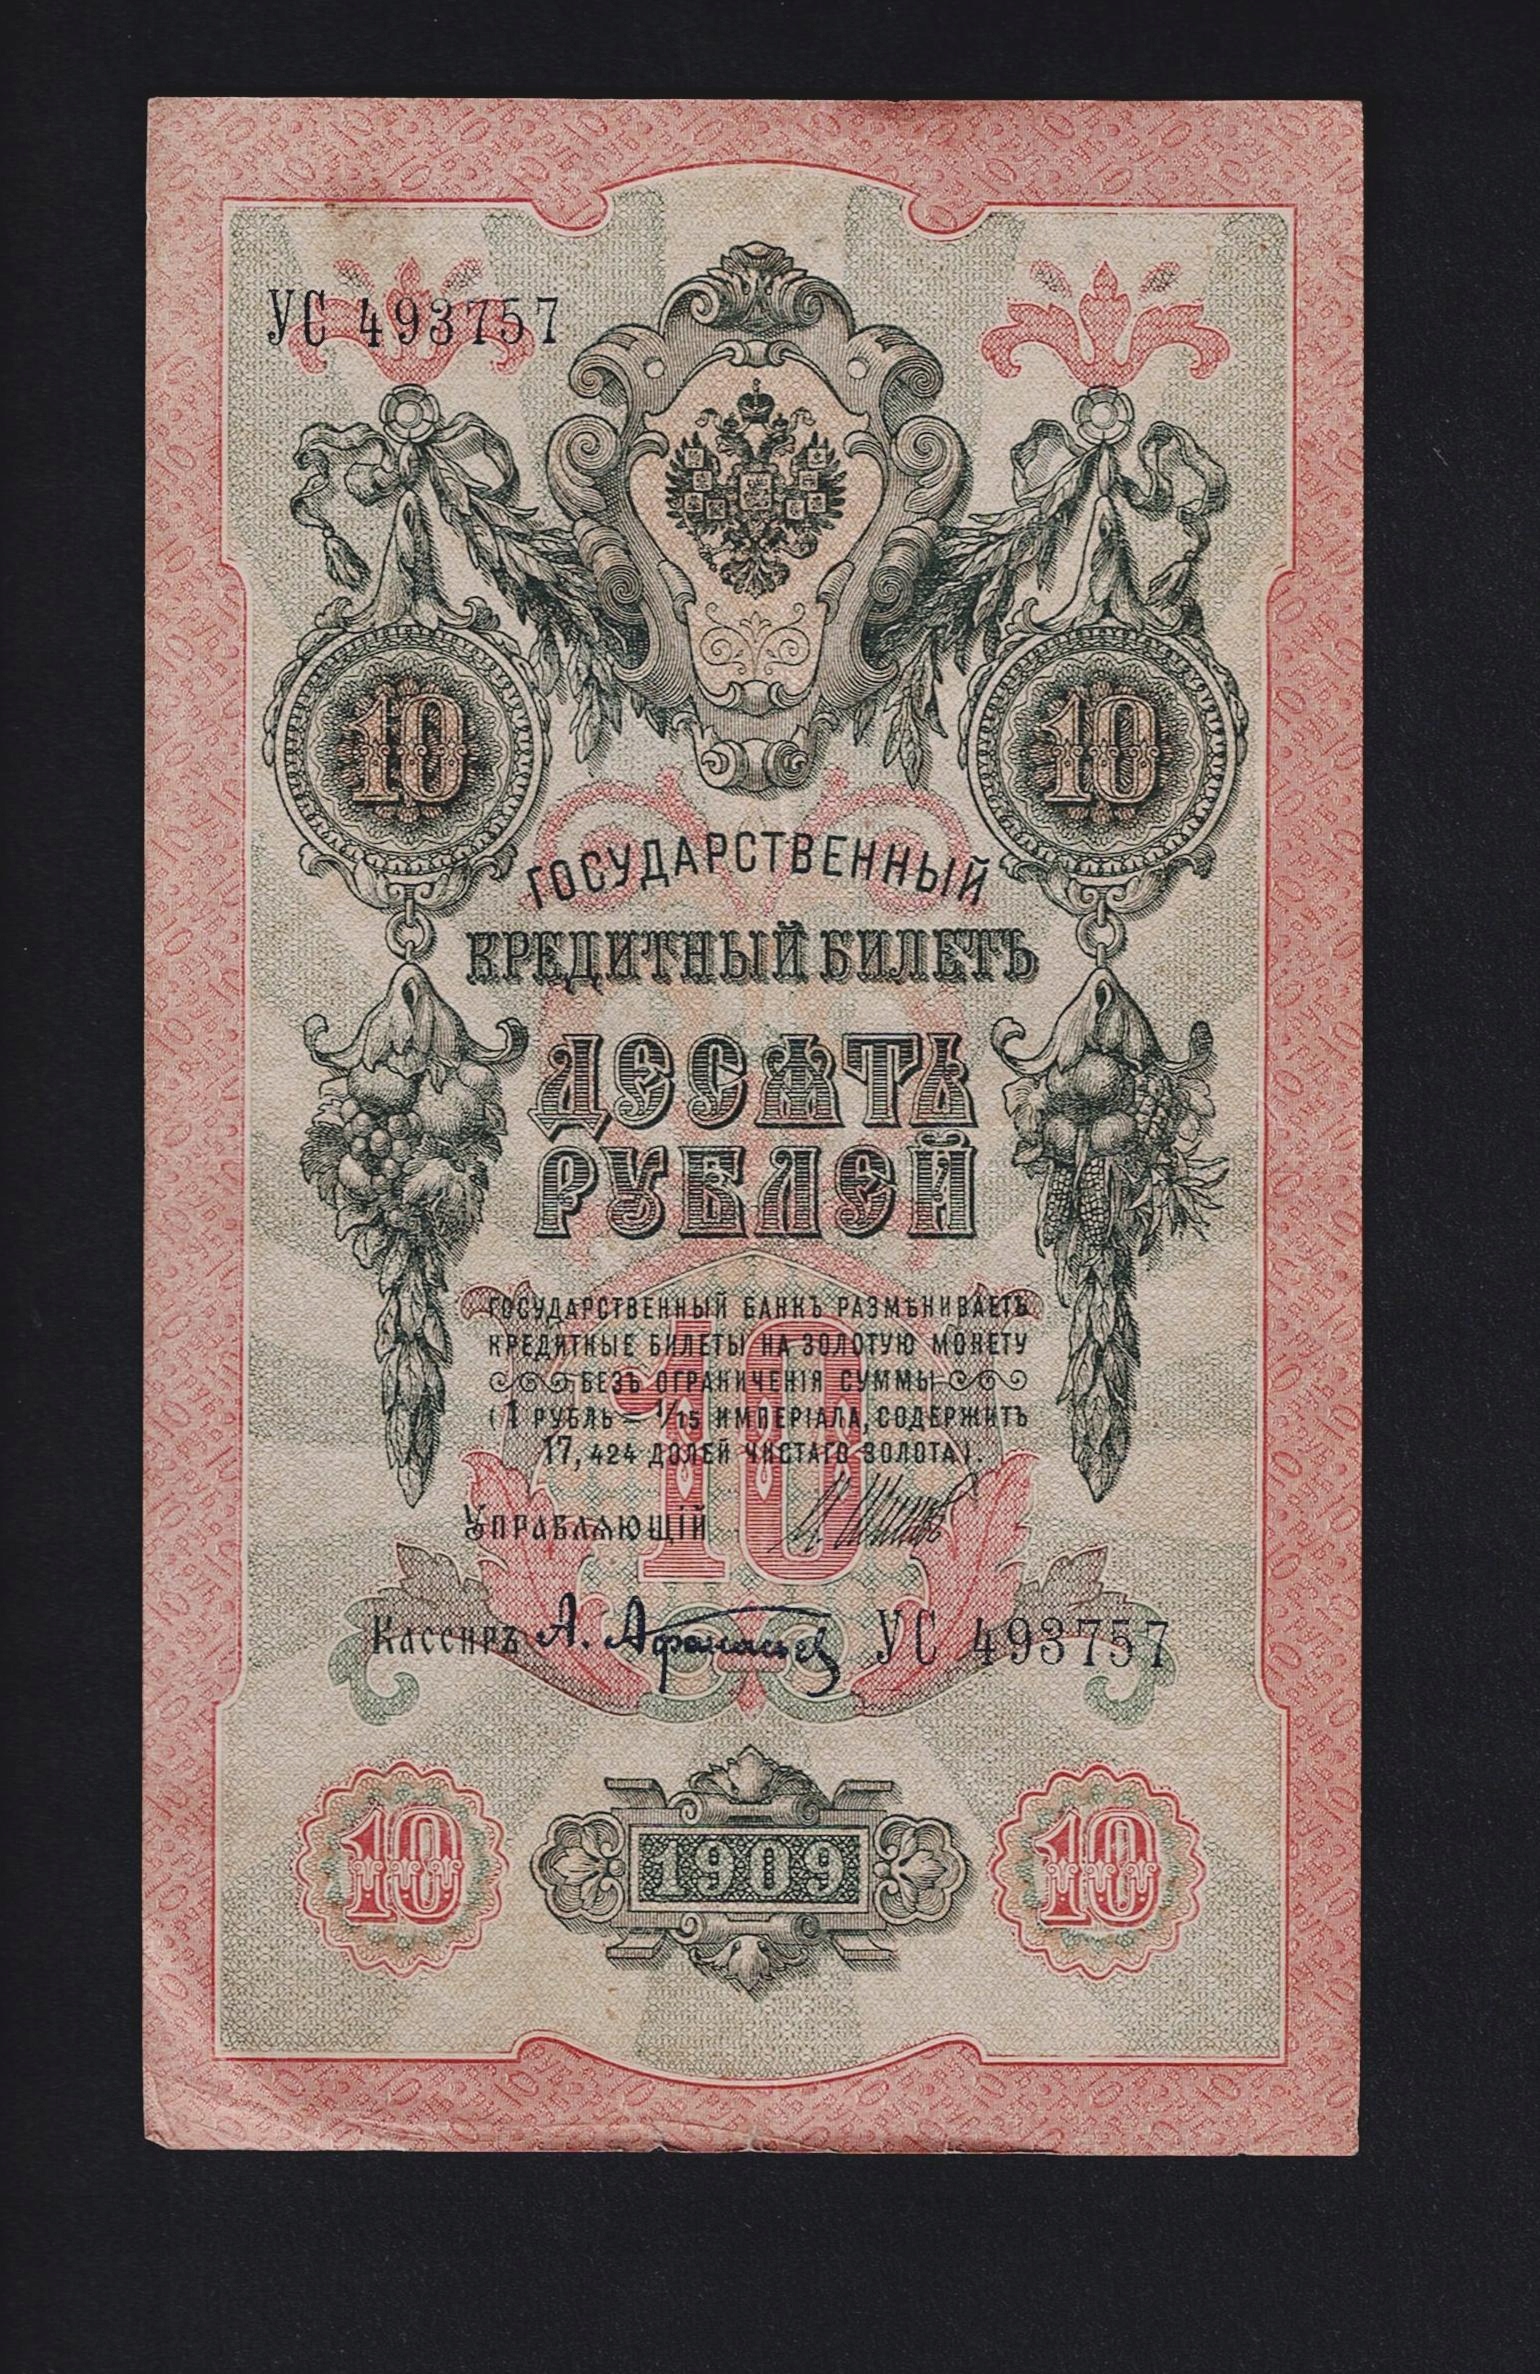 УС 493757
10 10
ГОСУДАРСТВЕННЫЙ
КРЕДИТНЫЙ БИЛЕТЪ
ДЕСЯТЬ
РУБЛЕЙ
ГОСУДАРСТВЕННЫЙ БАНКЪ РАЗМѢНИВАЕТЪ
КРЕДИТНЫЕ БИЛЕТЫ НА ЗОЛОТУЮ МОНЕТУ
БЕЗЪ ОГРАНИЧЕНІЯ СУММЫ
(1 РУБЛЬ = 1/15 ИМПЕРІАЛА, СОДЕРЖИТЪ
17,424 ДОЛЕЙ ЧИСТАГО ЗОЛОТА).
10
УПРАВЛЯЮЩІЙ
Кассиръ А. Афанасьев УС 493757
10 1909 10